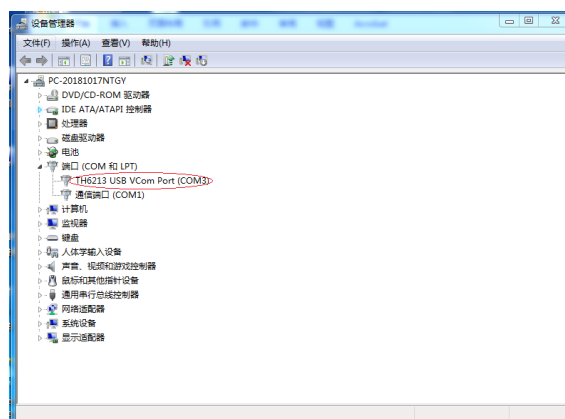 设备管理器
文件(F) 操作(A) 查看(V) 帮助(H)
PC-20181017NTGY
DVD/CD-ROM 驱动器
IDE ATA/ATAPI 控制器
处理器
磁盘驱动器
电池
端口 (COM 和 LPT)
TH6213 USB VCom Port (COM3)
通信端口 (COM1)
计算机
监视器
键盘
人体学输入设备
声音、视频和游戏控制器
鼠标和其他指针设备
通用串行总线控制器
网络适配器
系统设备
显示适配器